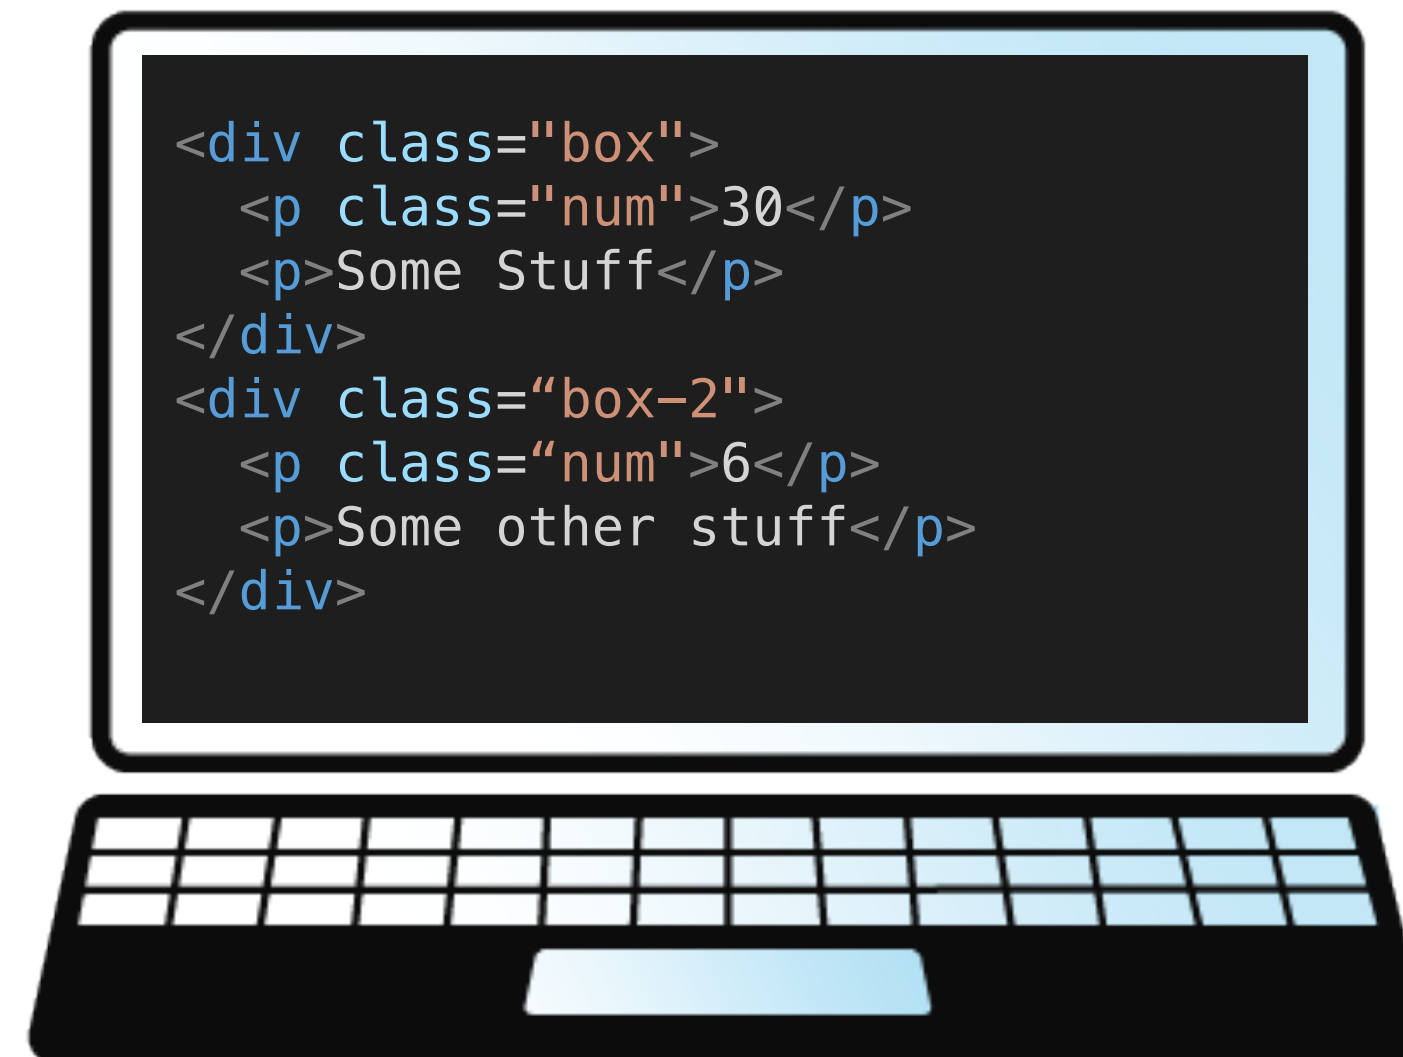 <div class="box">
  <p class="num">30</p>
  <p>Some Stuff</p>
</div>
<div class=“box-2">
  <p class=“num">6</p>
  <p>Some other stuff</p>
</div>